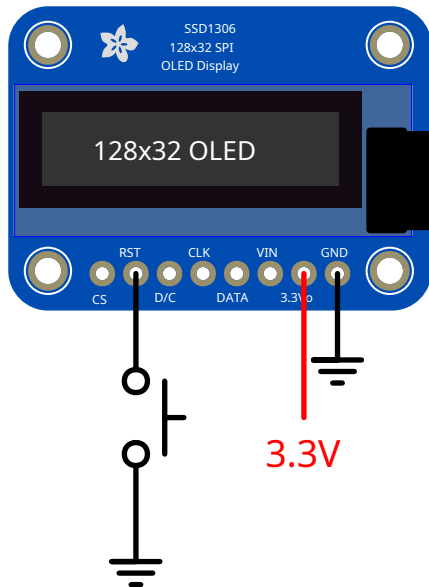 SSD1306
128x32 SPI
OLED Display
128x32 OLED
RST
CLK
VIN
GND
CS
D/C
DATA
3.3Vo
3.3V